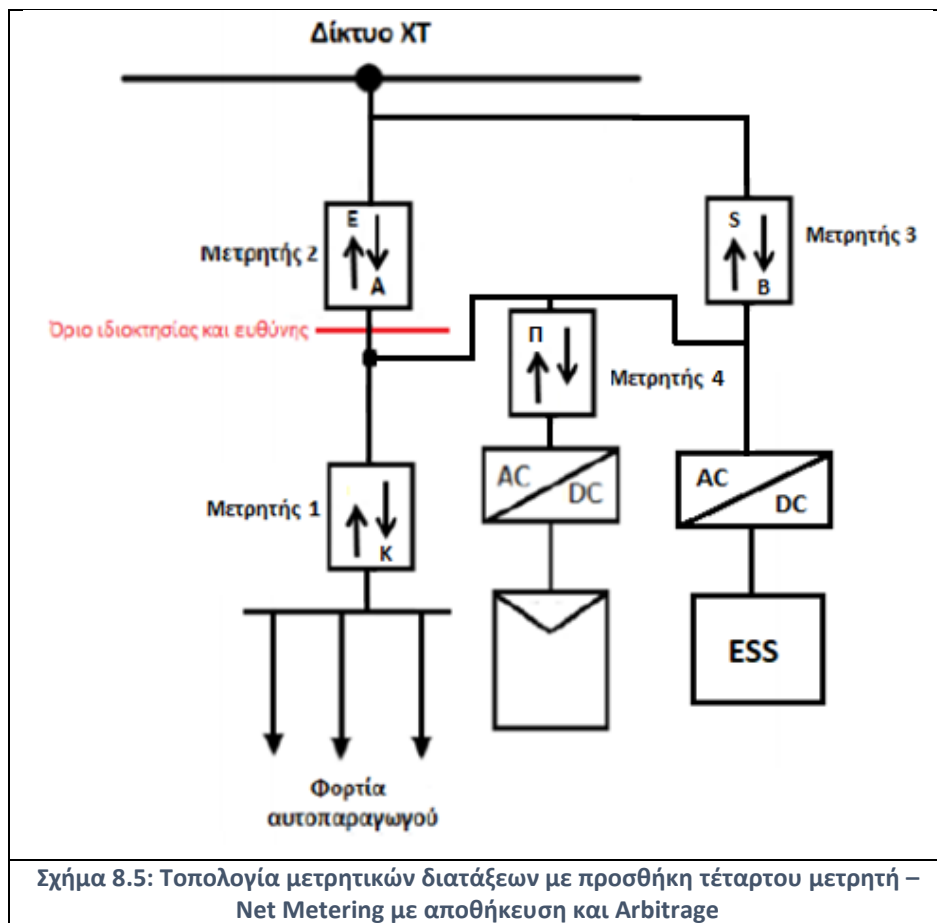 Δίκτυο ΧΤ
Ε
Α
Μετρητής 2
S
Β
Μετρητής 3
Όριο ιδιοκτησίας και ευθύνης
Π
Μετρητής 4
Κ
Μετρητής 1
AC
DC
AC
DC
ESS
Φορτία
αυτοπαραγωγού
Σχήμα 8.5: Τοπολογία μετρητικών διατάξεων με προσθήκη τέταρτου μετρητή –
Net Metering με αποθήκευση και Arbitrage